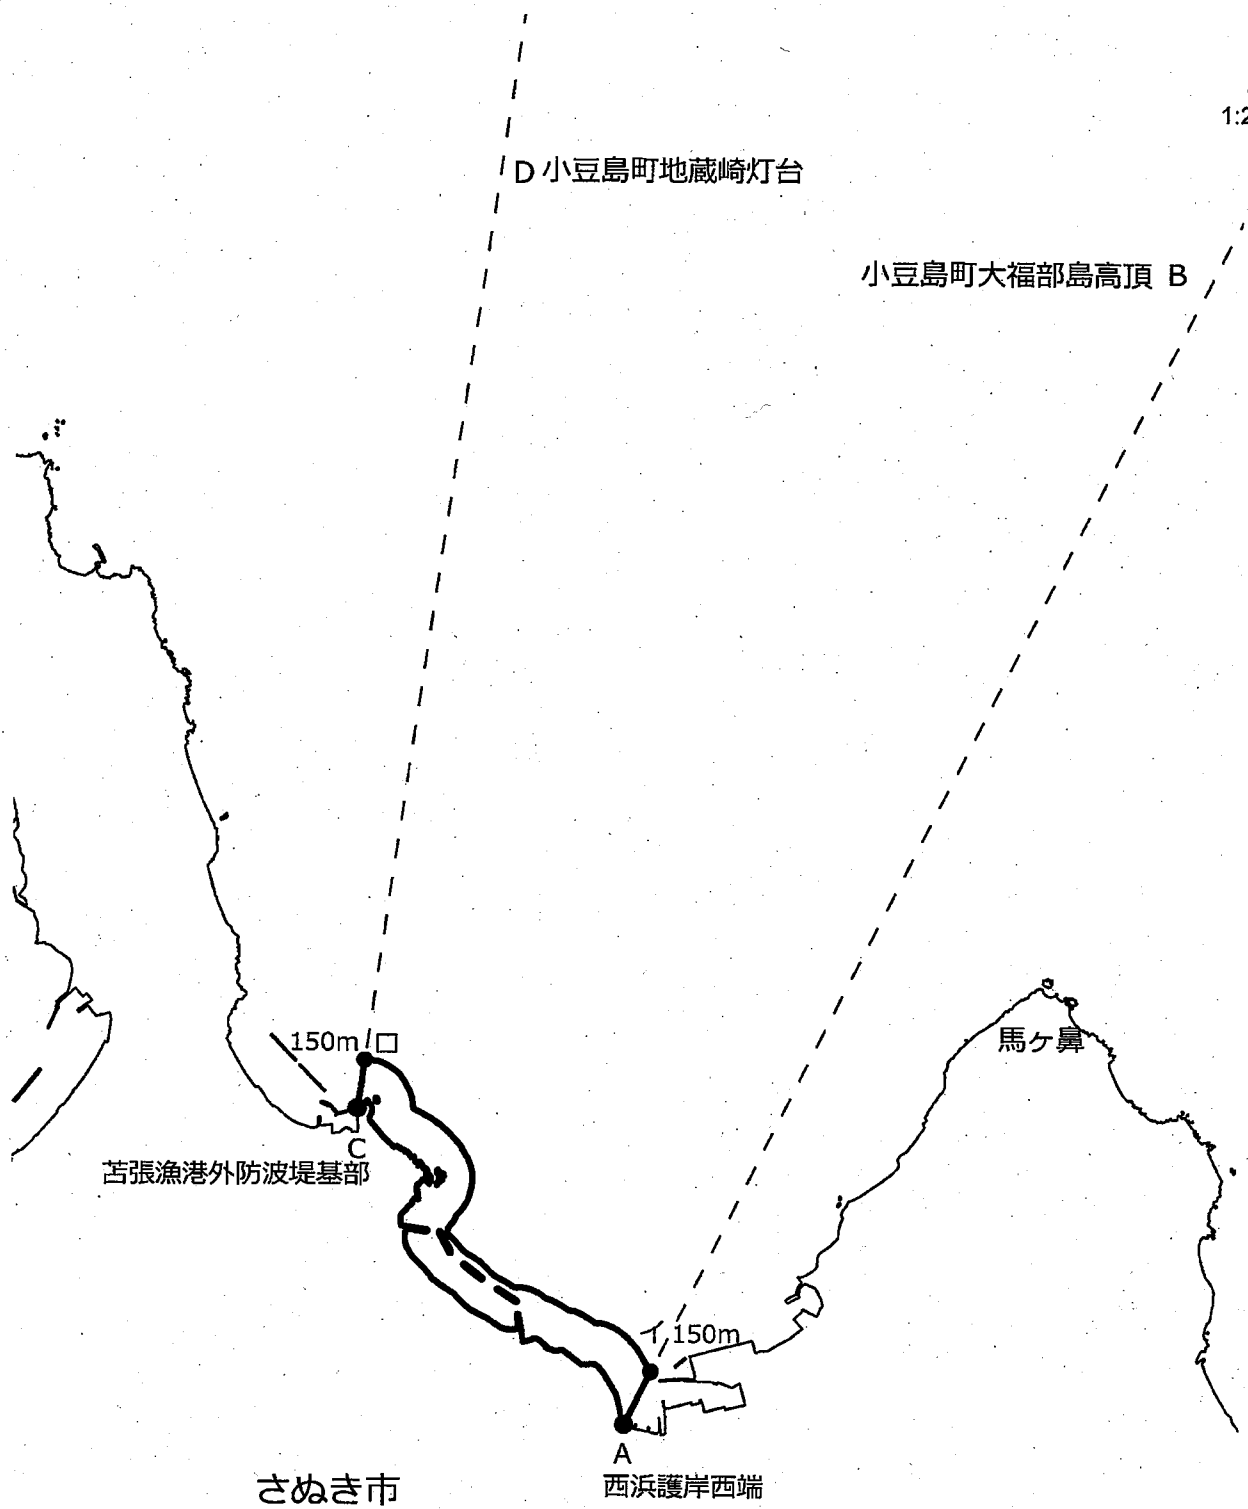 1:2
D 小豆島町地蔵崎灯台
小豆島町大福部島高頂 B
150m ロ
馬ヶ鼻
C
苫張漁港外防波堤基部
イ 150m
A
西浜護岸西端
さぬき市